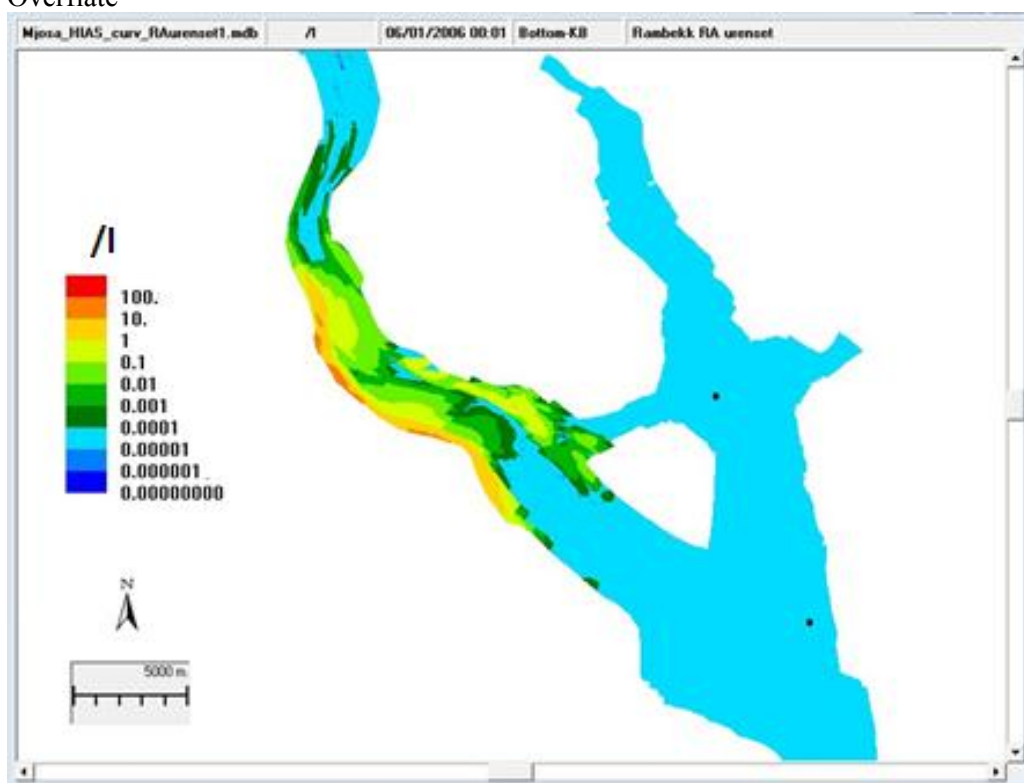 Overflate
Mjosa_HIAS_curv_RAurenset1.mdb /l 06/01/2006 00:01 Bottom-KB Rambekk RA urenset
/l
100.
10.
1
0.1
0.01
0.001
0.0001
0.00001
0.000001
0.00000000
N
5000 m.